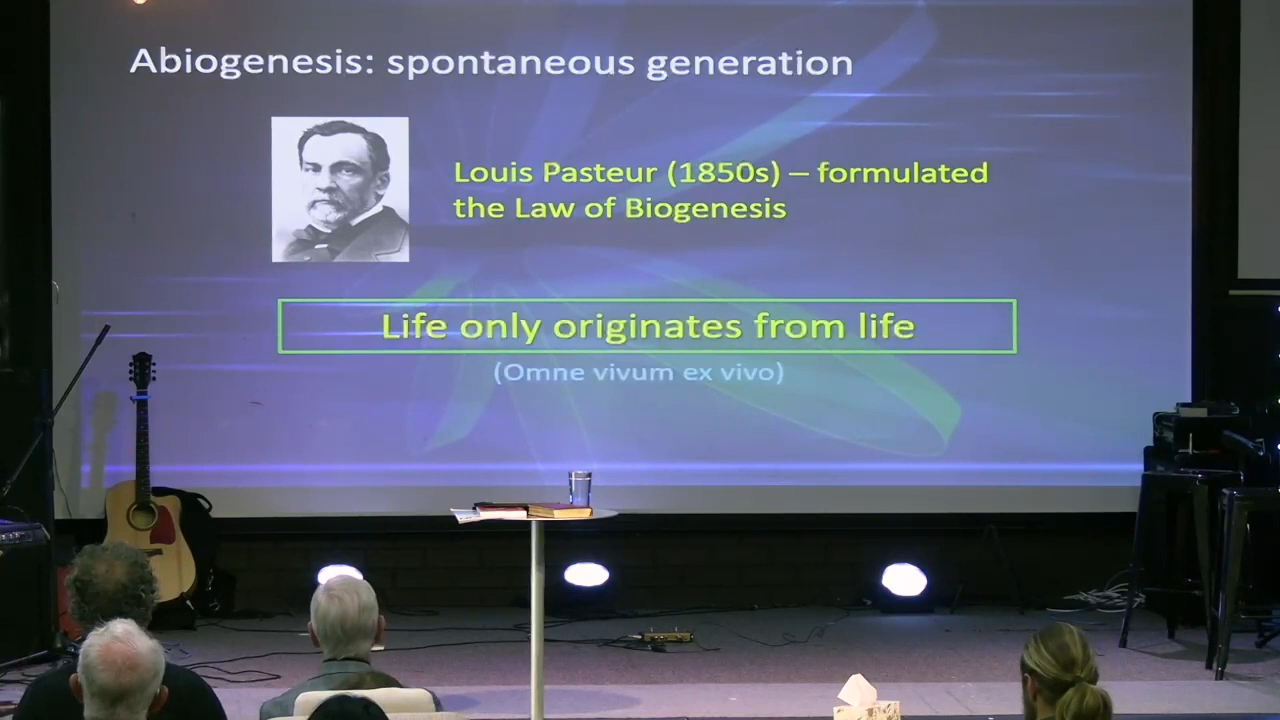 Abiogenesis: spontaneous generation
Louis Pasteur (1850s) – formulated
the Law of Biogenesis
Life only originates from life
(Omne vivum ex vivo)